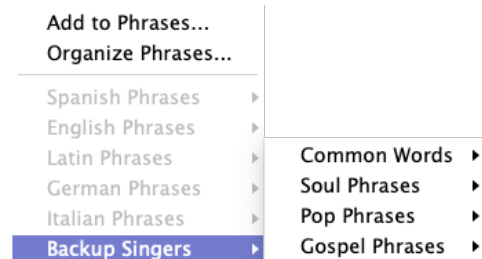 Add to Phrases...
Organize Phrases...
Spanish Phrases
English Phrases
Latin Phrases
German Phrases
Italian Phrases
Backup Singers
Common Words
Soul Phrases
Pop Phrases
Gospel Phrases